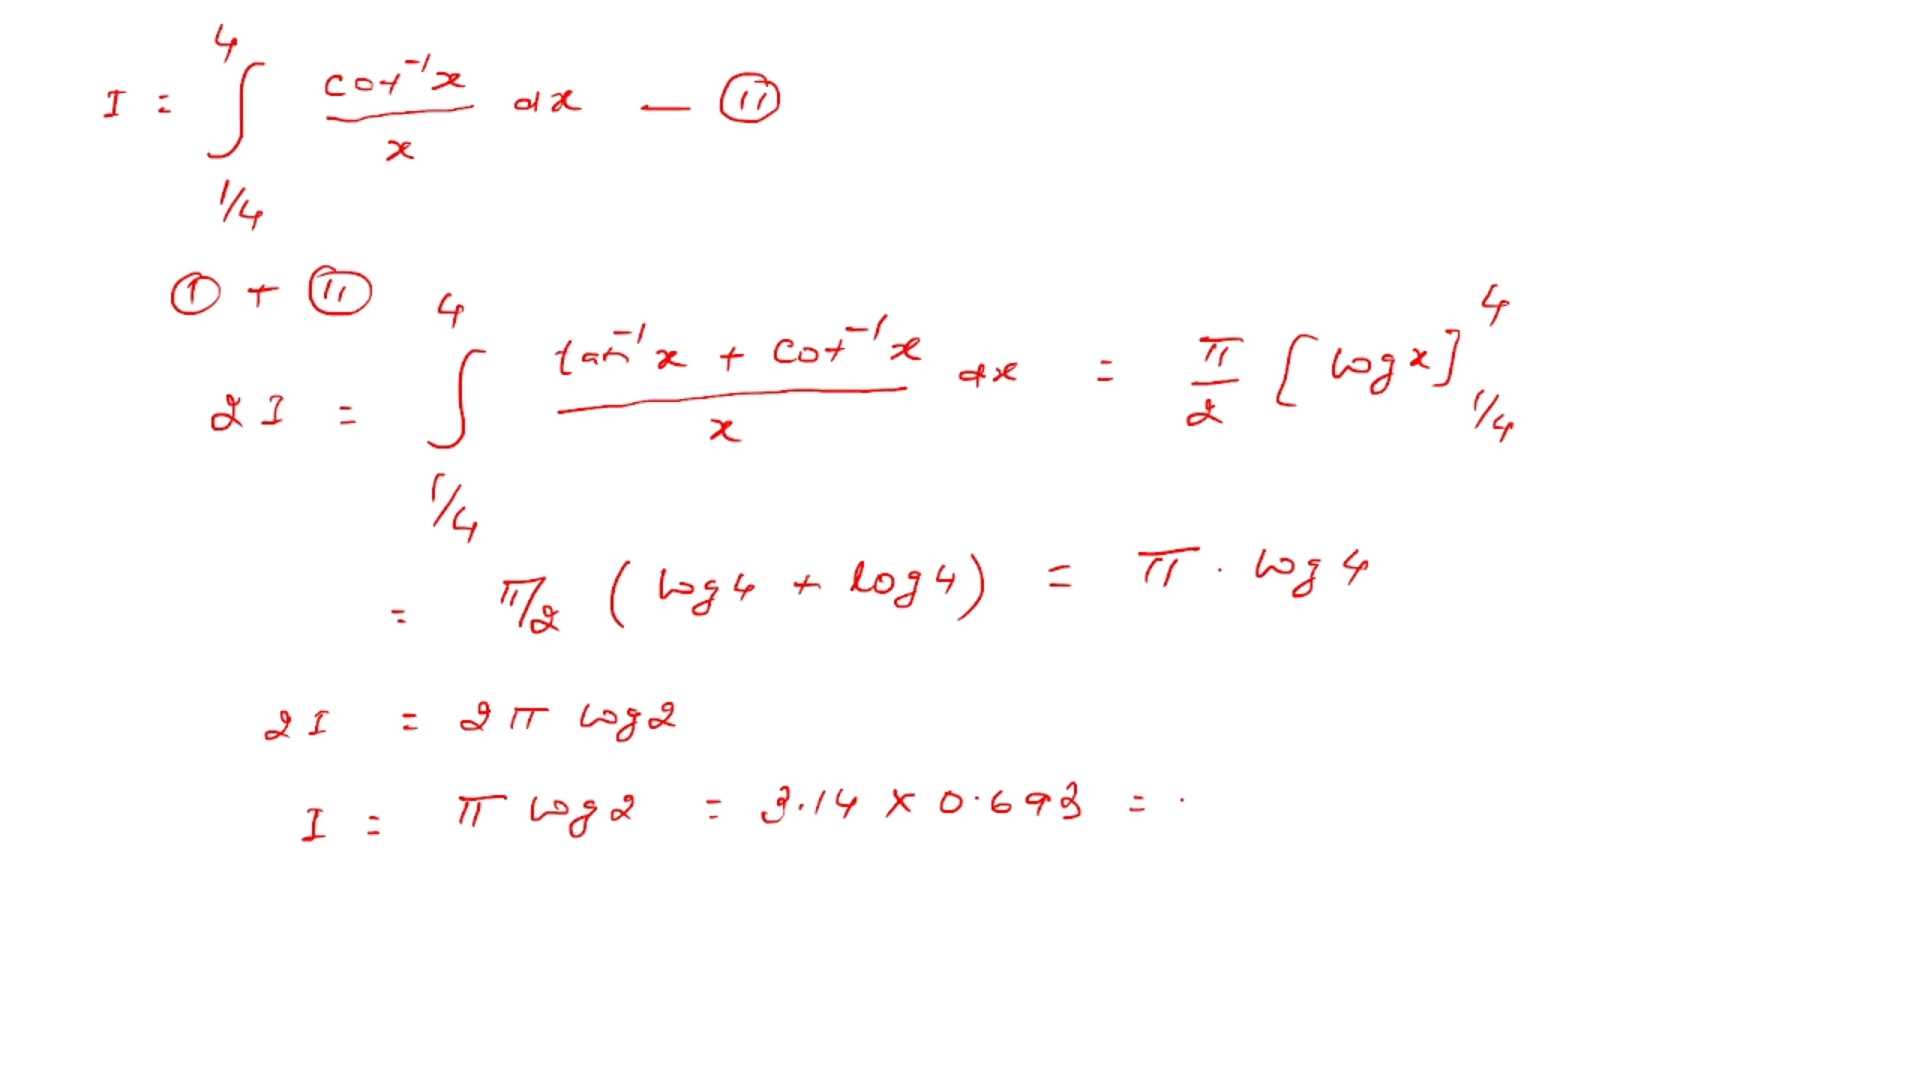 I = ∫_{1/4}^{4} cot⁻¹x / x dx — Ⓘⓘ
① + ⑪
2I = ∫_{1/4}^{4} (tan⁻¹x + cot⁻¹x) / x dx = π/2 [log x]_{1/4}^{4}
= π/2 (log 4 + log 4) = π . log 4
2I = 2π log 2
I = π log 2 = 3.14 × 0.693 = .